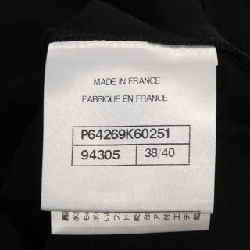 MADE IN FRANCE
FABRIQUE EN FRANCE
P64269K60251
94305 38/40